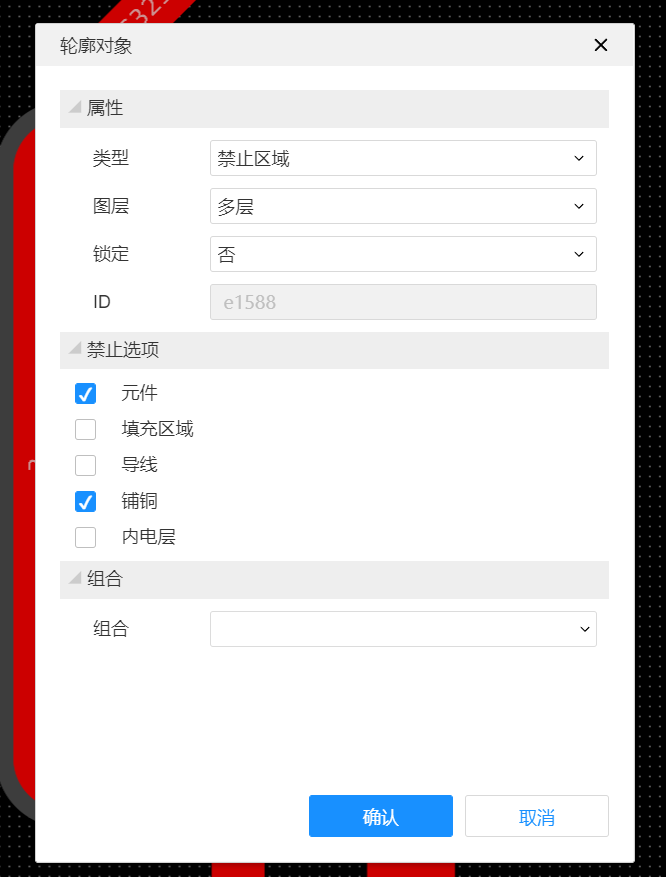 轮廓对象
属性
类型 禁止区域
图层 多层
锁定 否
ID e1588
禁止选项
元件
填充区域
导线
铺铜
内电层
组合
组合
确认 取消